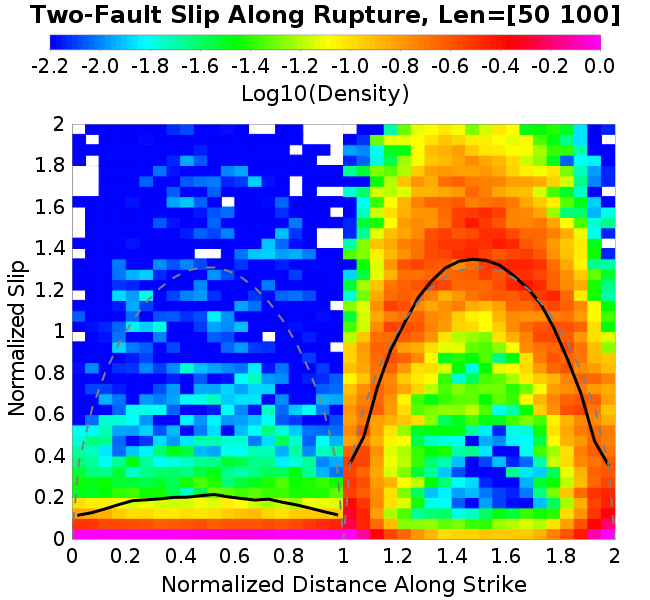 Two-Fault Slip Along Rupture, Len=[50 100]
-2.2 -2.0 -1.8 -1.6 -1.4 -1.2 -1.0 -0.8 -0.6 -0.4 -0.2 0.0
Log10(Density)
2
1.8
1.6
1.4
1.2
1
0.8
0.6
0.4
0.2
0
Normalized Slip
0 0.2 0.4 0.6 0.8 1 1.2 1.4 1.6 1.8 2
Normalized Distance Along Strike